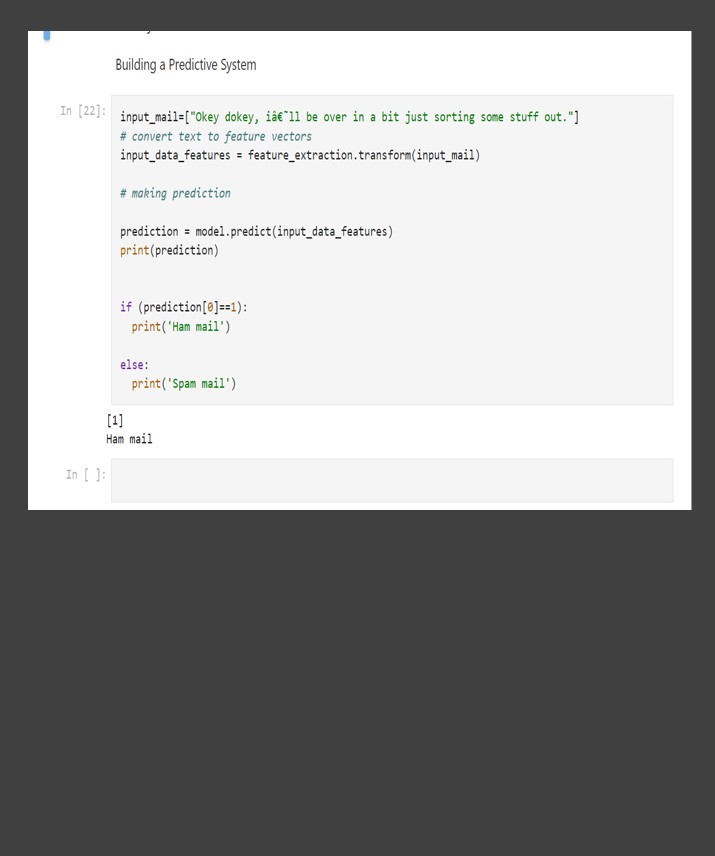 Building a Predictive System
In [22]:
input_mail=["Okey dokey, iâ€˜ll be over in a bit just sorting some stuff out."]
# convert text to feature vectors
input_data_features = feature_extraction.transform(input_mail)
# making prediction
prediction = model.predict(input_data_features)
print(prediction)
if (prediction[0]==1):
  print('Ham mail')
else:
  print('Spam mail')
[1]
Ham mail
In [ ]: